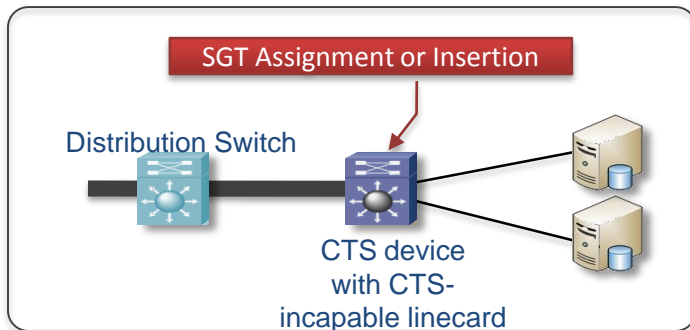 SGT Assignment or Insertion
Distribution Switch
CTS device
with CTS-
incapable linecard